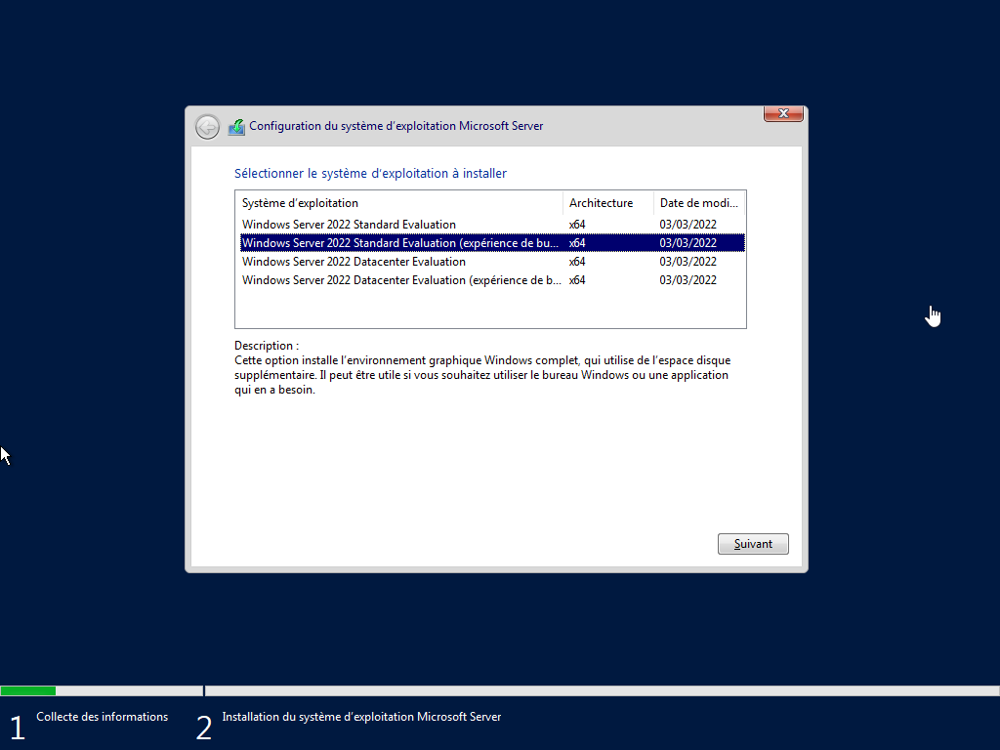 Configuration du système d'exploitation Microsoft Server
Sélectionner le système d'exploitation à installer
Système d'exploitation Architecture Date de modi...
Windows Server 2022 Standard Evaluation x64 03/03/2022
Windows Server 2022 Standard Evaluation (expérience de bu... x64 03/03/2022
Windows Server 2022 Datacenter Evaluation x64 03/03/2022
Windows Server 2022 Datacenter Evaluation (expérience de b... x64 03/03/2022
Description :
Cette option installe l'environnement graphique Windows complet, qui utilise de l'espace disque
supplémentaire. Il peut être utile si vous souhaitez utiliser le bureau Windows ou une application
qui en a besoin.
Suivant
1 Collecte des informations
2 Installation du système d'exploitation Microsoft Server